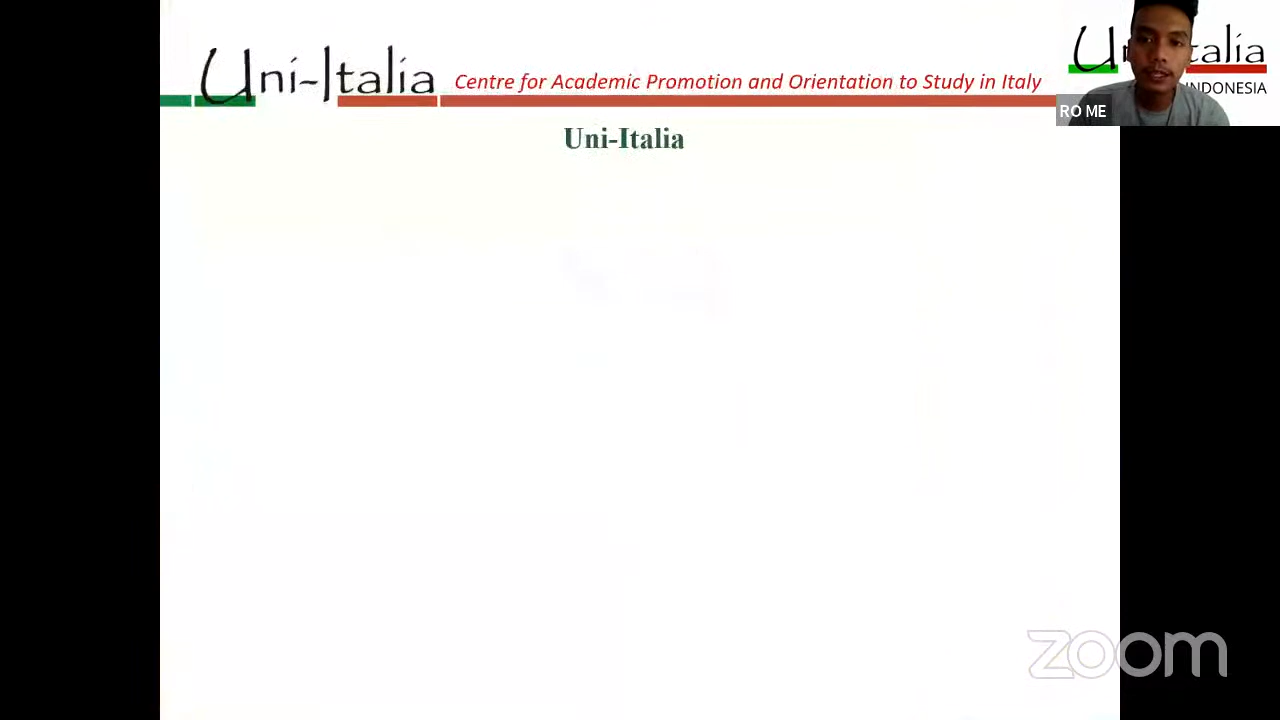 Uni-Italia Centre for Academic Promotion and Orientation to Study in Italy
INDONESIA
RO ME
Uni-Italia
zoom